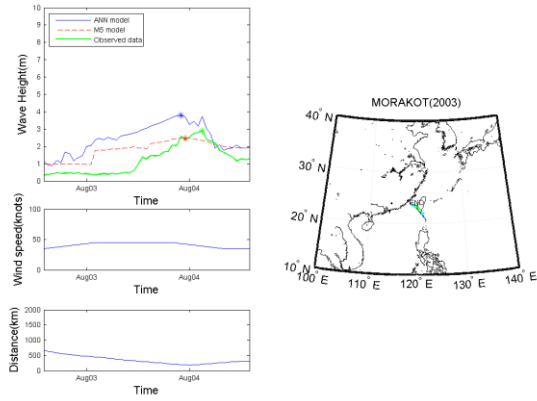 10
9
8
7
6
5
4
3
2
1
0
Wave Height(m)
ANN model
M5 model
Observed data
Aug03
Aug04
Time
100
50
0
Wind speed(knots)
Aug03
Aug04
Time
2000
1500
1000
500
0
Distance(km)
Aug03
Aug04
Time
MORAKOT(2003)
40° N
30° N
20° N
10° N
100° E
110° E
120° E
130° E
140° E